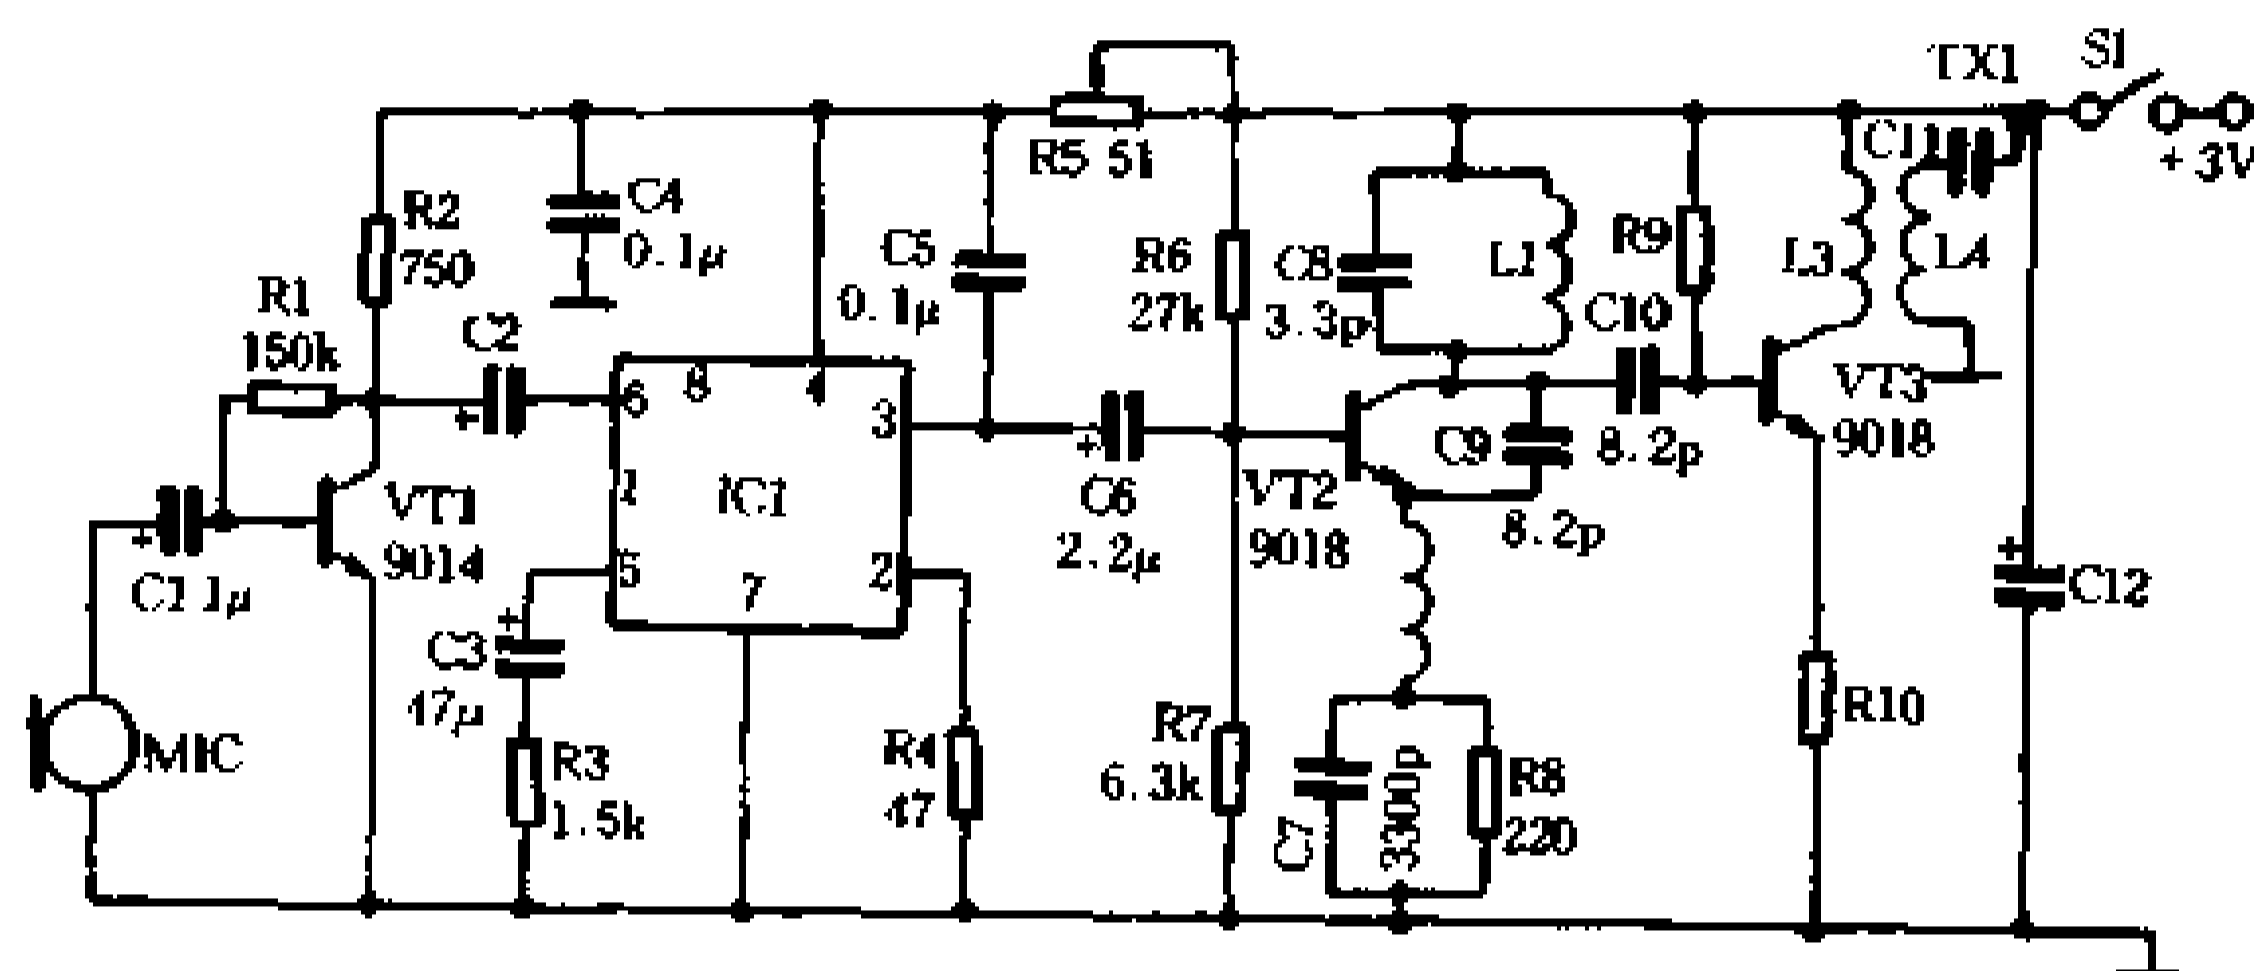 TX1
S1
+3V
R5 51
C11
C4
0.1μ
R2
750
C5
0.1μ
R6
27k
C8
3.3p
L1
R9
L3
L4
R1
150k
C2
C10
8.2p
6
8
4
3
1
IC1
5
7
2
VT3
9018
C9
8.2p
VT1
9014
C1 1μ
+
+
+
+
+
C6
2.2μ
VT2
9018
C12
C3
47μ
MIC
R3
1.5k
R4
47
R7
6.3k
C7
3300p
R8
220
R10